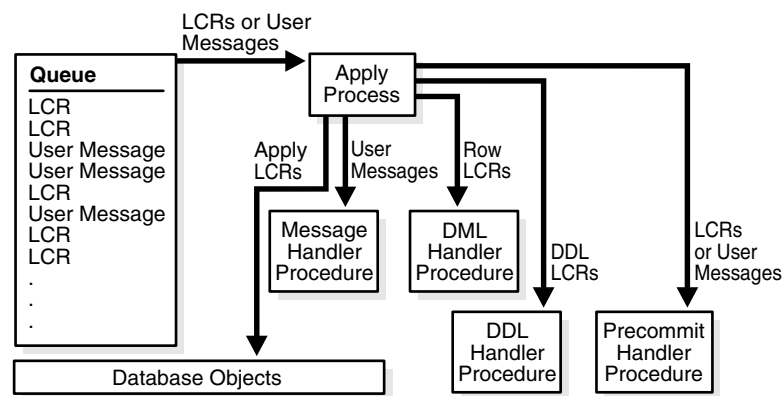 LCRs or User
Messages
Queue
LCR
LCR
User Message
User Message
LCR
User Message
LCR
LCR
.
.
.
Apply
Process
Apply
LCRs
User
Messages
Row
LCRs
DDL
LCRs
LCRs
or User
Messages
Message
Handler
Procedure
DML
Handler
Procedure
DDL
Handler
Procedure
Precommit
Handler
Procedure
Database Objects